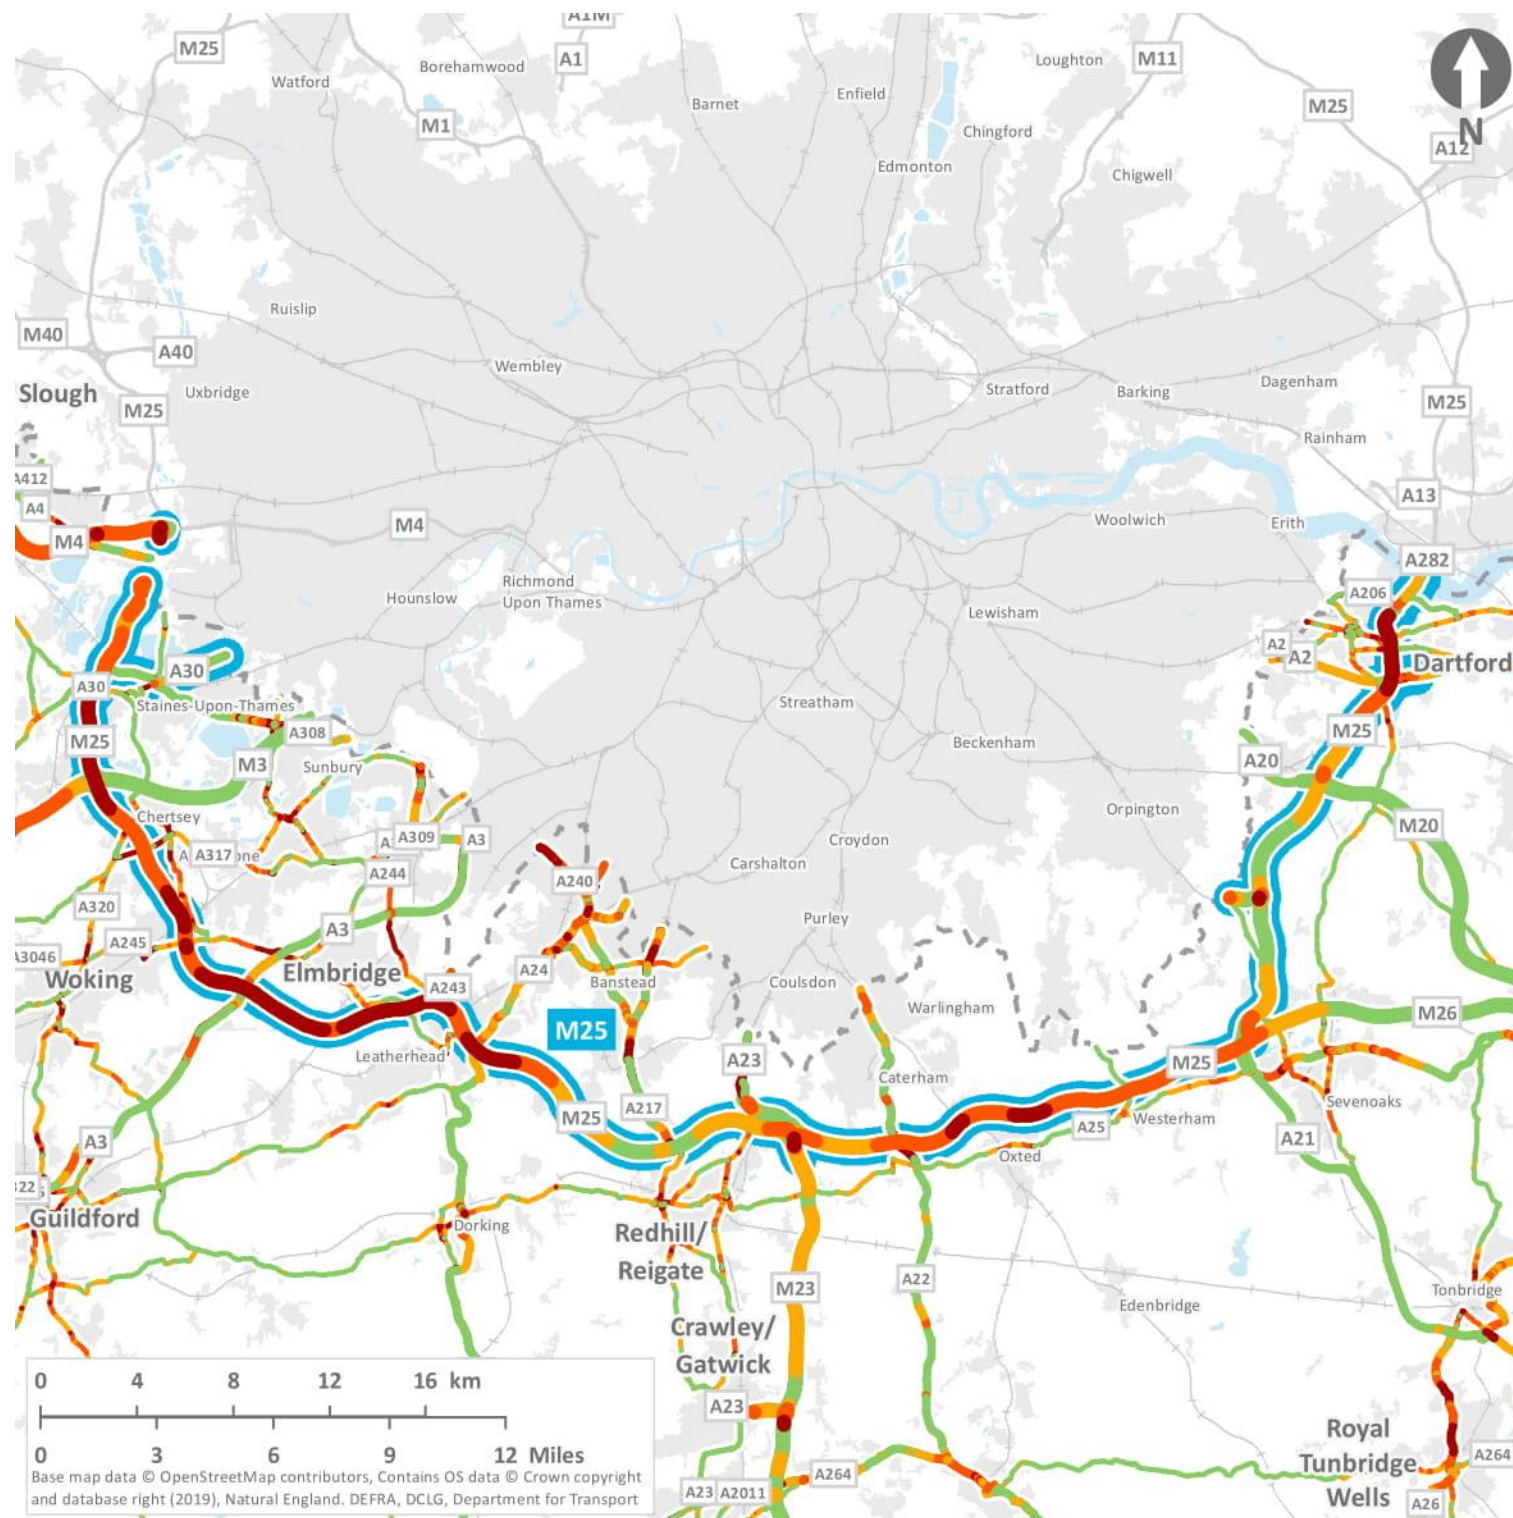 A1M
M25
A1
Borehamwood
Loughton
M11
Watford
Enfield
Barnet
M25
M1
Chingford
N
A12
Edmonton
Chigwell
Ruislip
M40
A40
Wembley
Slough
Uxbridge
Stratford
Barking
Dagenham
M25
M25
Rainham
A412
A4
A13
M4
M4
Woolwich
Erith
A282
Richmond
Upon Thames
Hounslow
A206
Lewisham
A2
A2
Dartford
A30
A30
Staines-Upon-Thames
Streatham
M25
A308
M25
Beckenham
M3
Sunbury
A20
Chertsey
Orpington
M20
A309
A3
Croydon
A317
Carshalton
A244
A240
A320
Purley
A3
A245
A3046
Woking
Elmbridge
A24
Banstead
Coulsdon
A243
Warlingham
M25
M26
Leatherhead
A23
M25
Caterham
M25
A217
Sevenoaks
Westerham
A3
A25
A21
Oxted
Guildford
Dorking
Redhill/
Reigate
M23
A22
Tonbridge
Edenbridge
Crawley/
Gatwick
0 4 8 12 16 km
A23
0 3 6 9 12 Miles
Royal
Tunbridge
Wells
A264
A264
Base map data © OpenStreetMap contributors, Contains OS data © Crown copyright
and database right (2019), Natural England. DEFRA, DCLG, Department for Transport
A23
A2011
A26